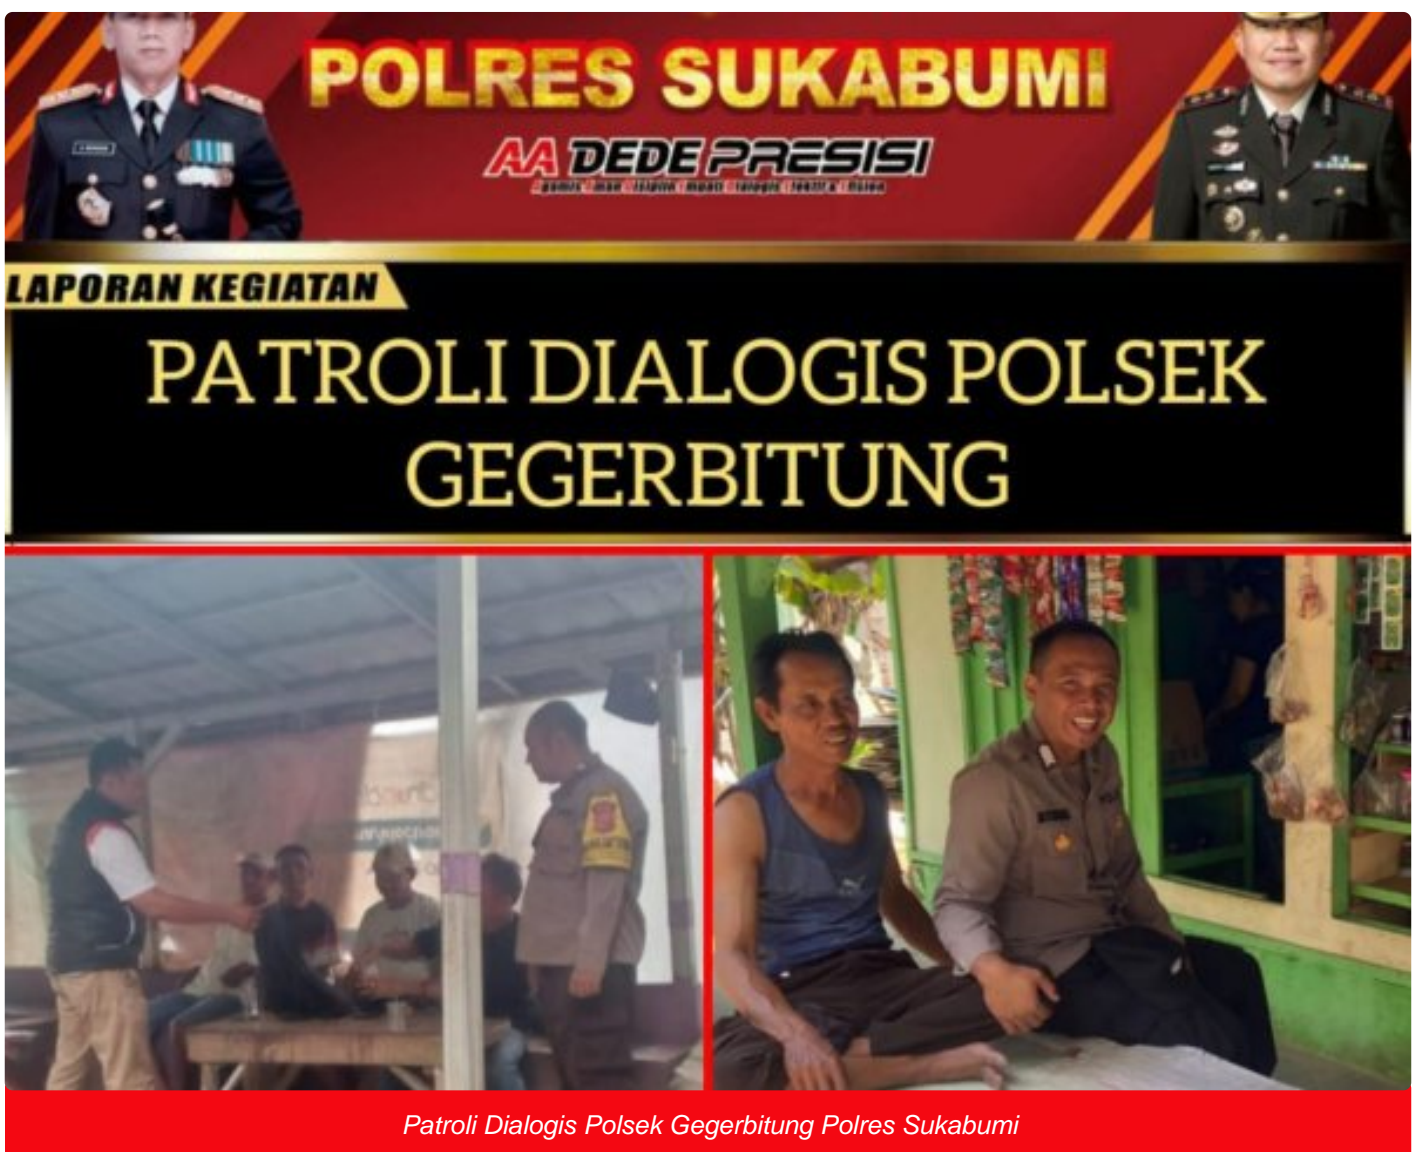 POLRES SUKABUMI
AA DEDE PRESISI
LAPORAN KEGIATAN
PATROLI DIALOGIS POLSEK
GEGERBITUNG
Patroli Dialogis Polsek Gegerbitung Polres Sukabumi